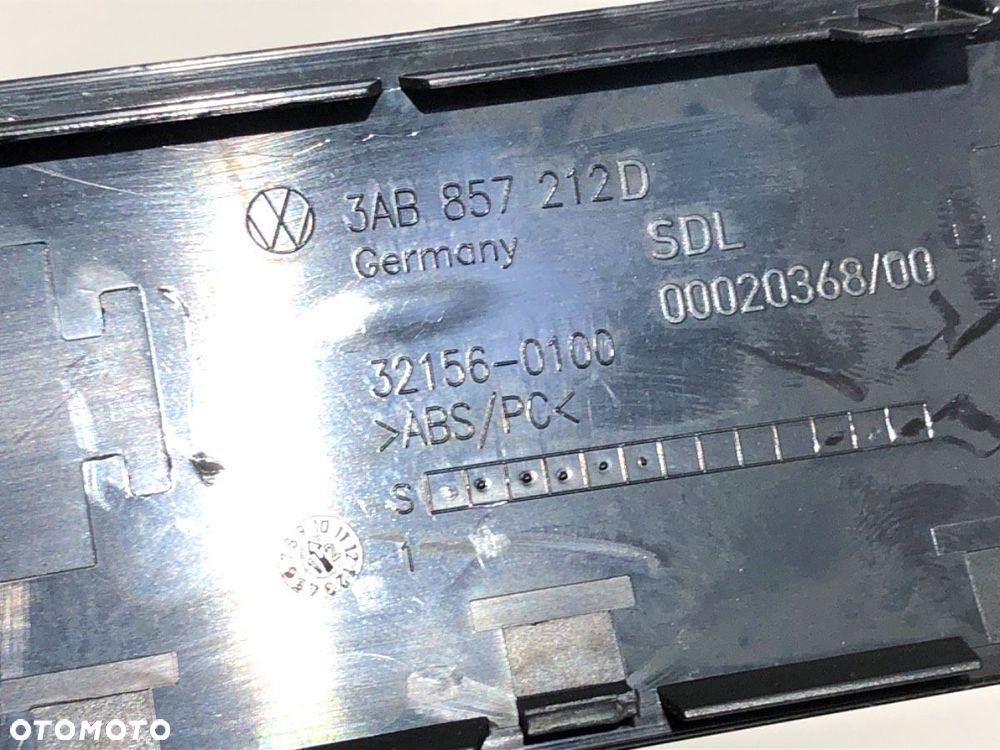 3AB 857 212D
Germany
SDL
00020368/00
32156-0100
>ABS/PC<
S
1
OTOMOTO